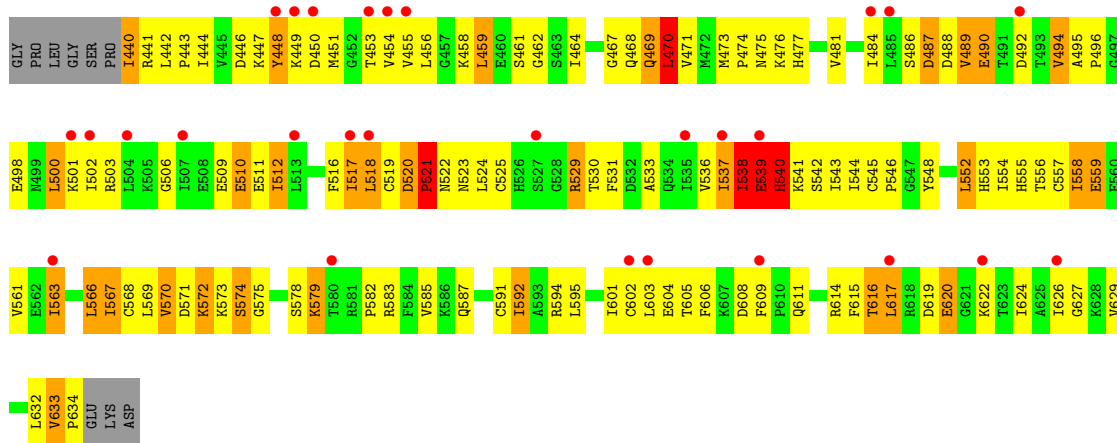 GLY PRO LEU GLY SER PRO I440 R441 L442 P443 I444 V445 D446 K447 Y448 K449 D450 M451 G452 T453 V454 V455 L456 G457 K458 L459 E460 S461 G462 S463 I464 G467 Q468 Q469 L470 V471 M472 M473 P474 N475 K476 H477 V481 I484 L485 S486 D487 D488 V489 E490 T491 D492 T493 V494 A495 P496 G497
E498 N499 L500 K501 I502 R503 L504 K505 G506 I507 E508 E509 E510 E511 I512 L513 F516 I517 L518 C519 D520 P521 N522 N523 L524 C525 H526 S527 G528 R529 T530 F531 D532 A533 Q534 I535 V536 I537 I538 E539 H540 K541 S542 I543 I544 C545 P546 G547 Y548 L552 H553 I554 H555 T556 C557 I558 E559 E560
V561 E562 I563 L566 I567 C568 L569 V570 D571 K572 K573 S574 G575 S578 K579 T580 R581 P582 R583 F584 V585 K586 Q587 C591 I592 A593 R594 L595 I601 C602 L603 E604 T605 F606 K607 D608 F609 P610 Q611 R614 F615 T616 L617 R618 D619 E620 G621 K622 T623 I624 A625 I626 G627 K628 V629
L632 V633 P634 GLU LYS ASP